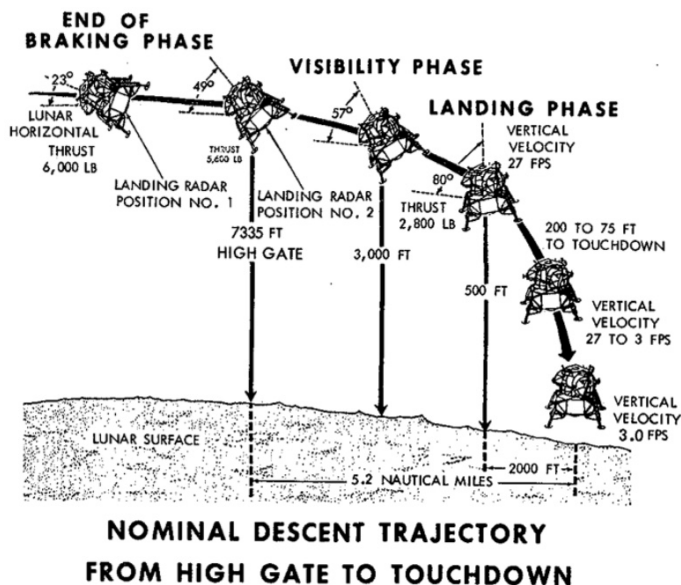 END OF
BRAKING PHASE
VISIBILITY PHASE
LANDING PHASE
23°
49°
57°
80°
LUNAR
HORIZONTAL
THRUST
6,000 LB
LANDING RADAR
POSITION NO. 1
THRUST
5,600 LB
LANDING RADAR
POSITION NO. 2
7335 FT
HIGH GATE
3,000 FT
THRUST
2,800 LB
VERTICAL
VELOCITY
27 FPS
500 FT
200 TO 75 FT
TO TOUCHDOWN
VERTICAL
VELOCITY
27 TO 3 FPS
VERTICAL
VELOCITY
3.0 FPS
LUNAR SURFACE
2000 FT
5.2 NAUTICAL MILES
NOMINAL DESCENT TRAJECTORY
FROM HIGH GATE TO TOUCHDOWN